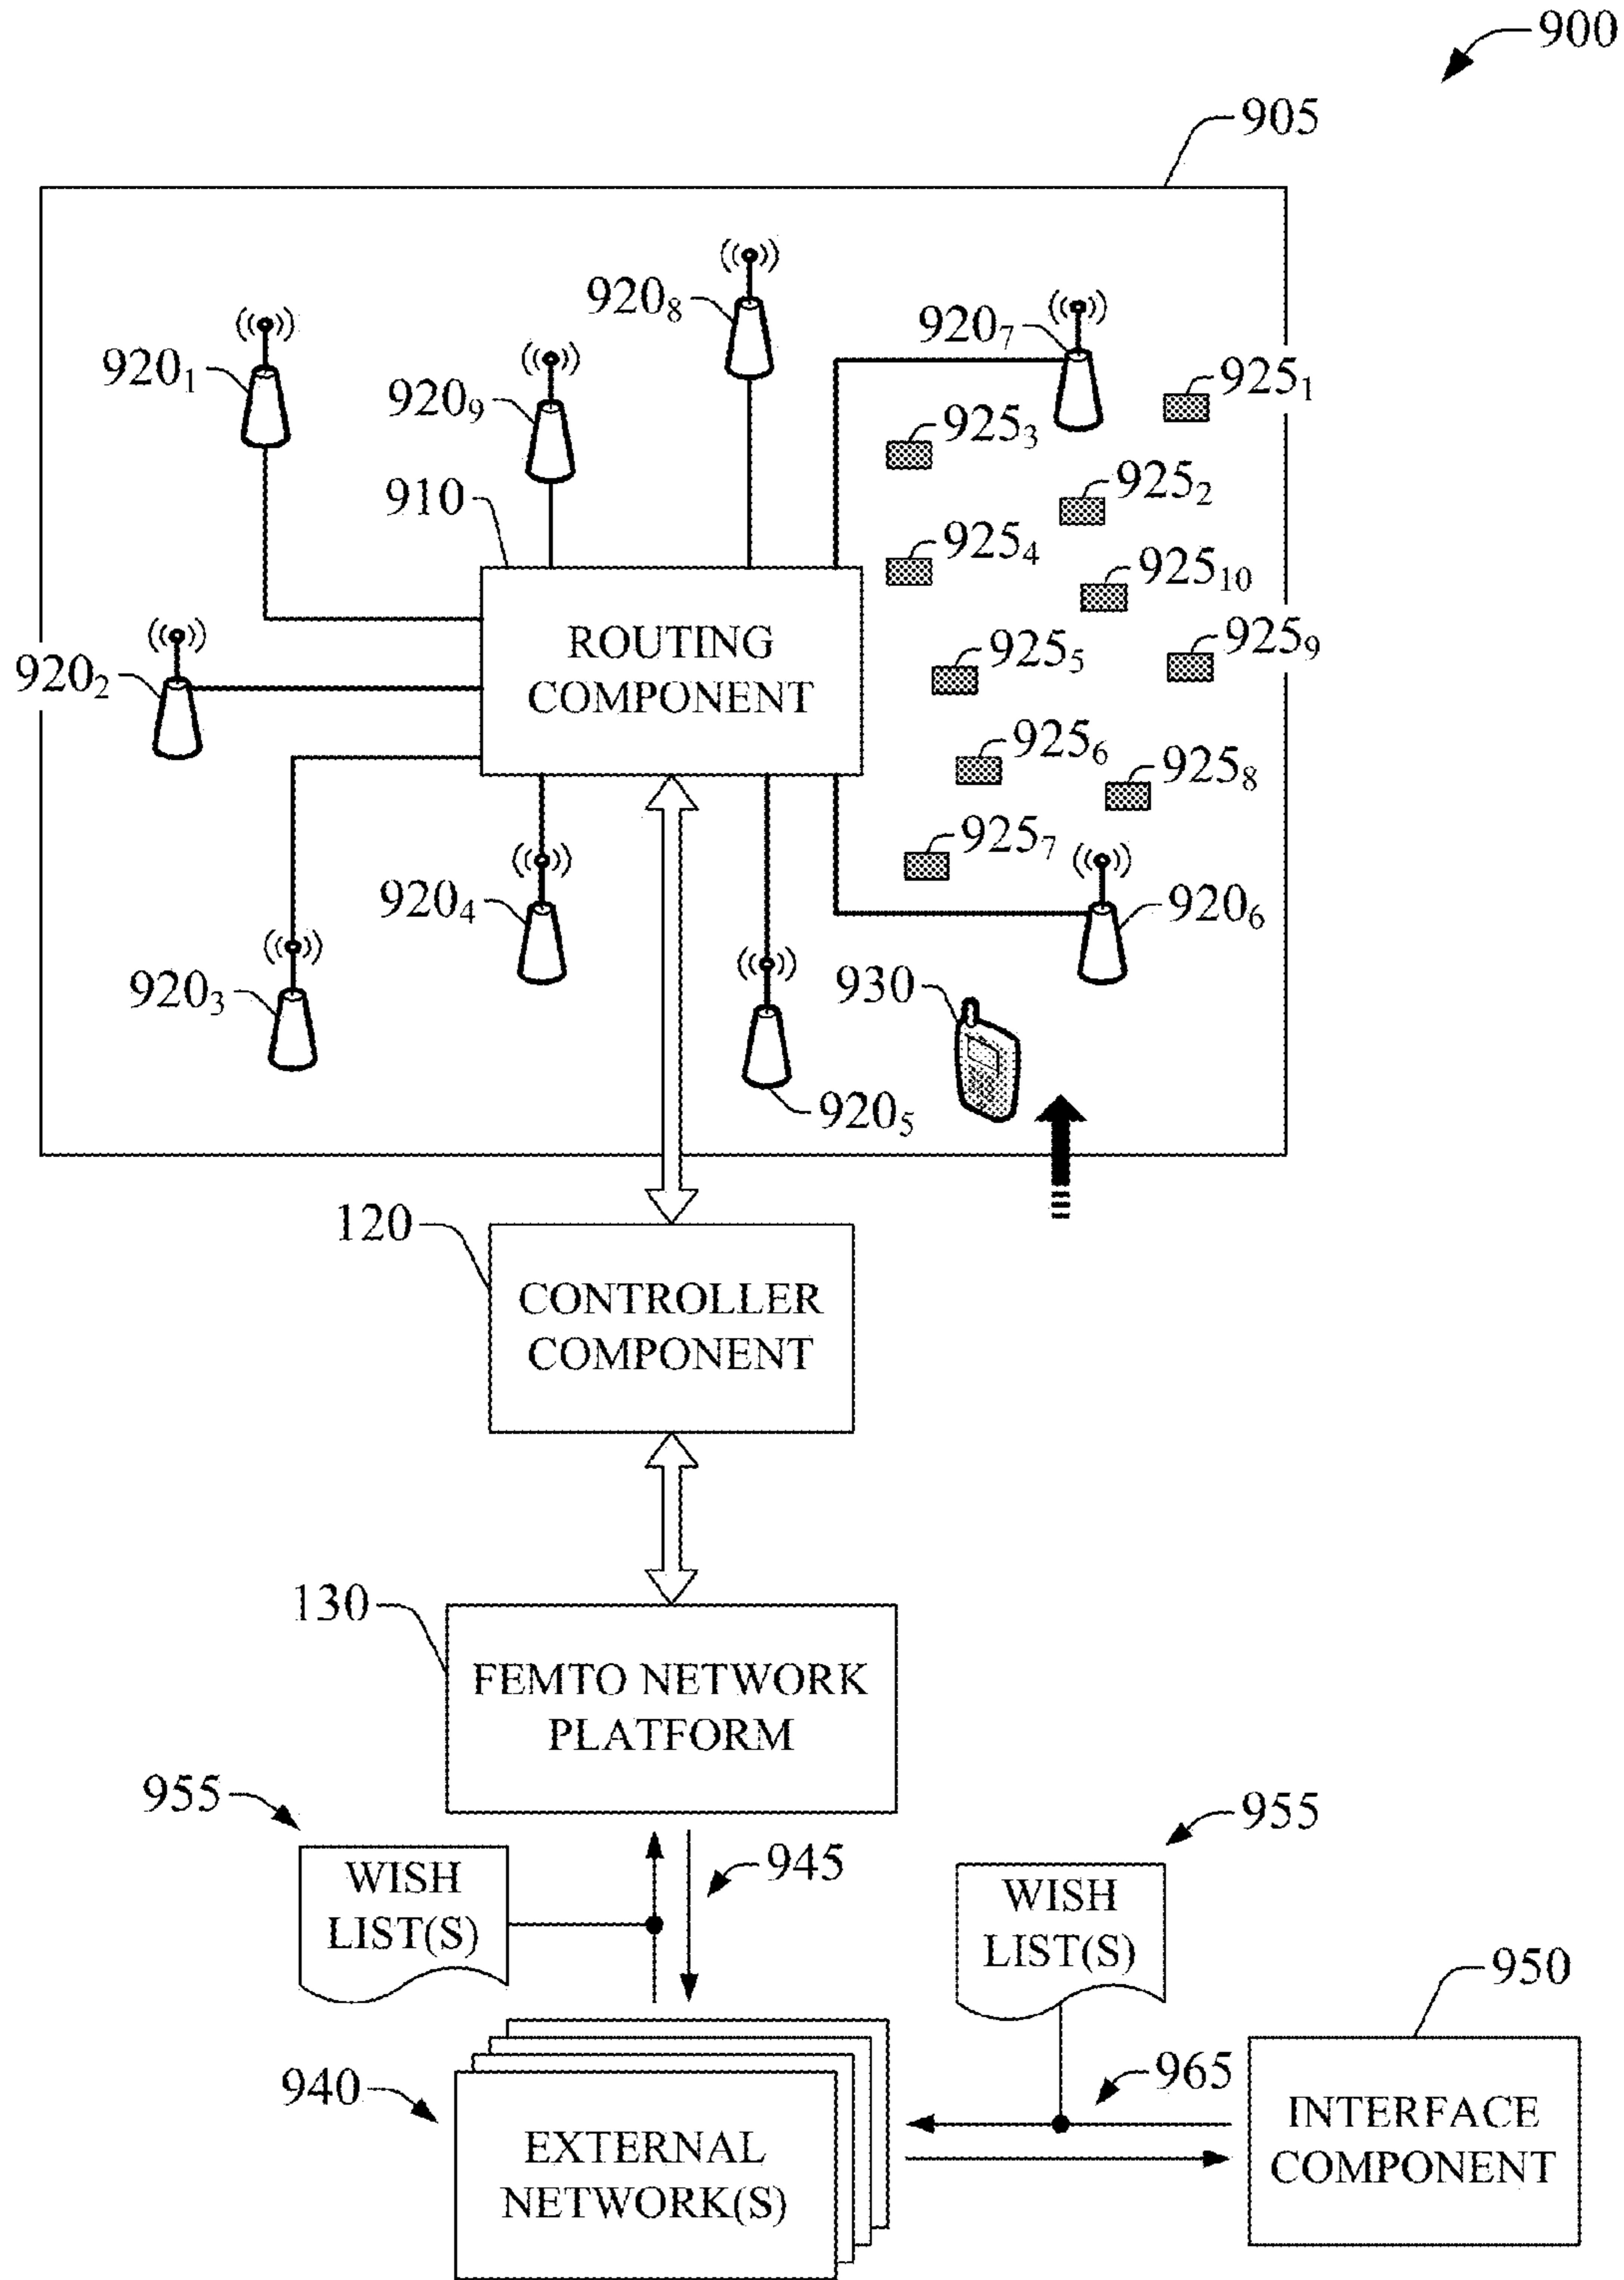 900
905
920₈
920₇
920₁
925₁
920₉
925₃
910
925₂
925₄
925₁₀
ROUTING
COMPONENT
925₉
925₅
920₂
925₆
925₈
925₇
920₄
920₆
920₃
930
920₅
120
CONTROLLER
COMPONENT
130
FEMTO NETWORK
PLATFORM
955
955
945
WISH
LIST(S)
WISH
LIST(S)
950
940
965
INTERFACE
COMPONENT
EXTERNAL
NETWORK(S)